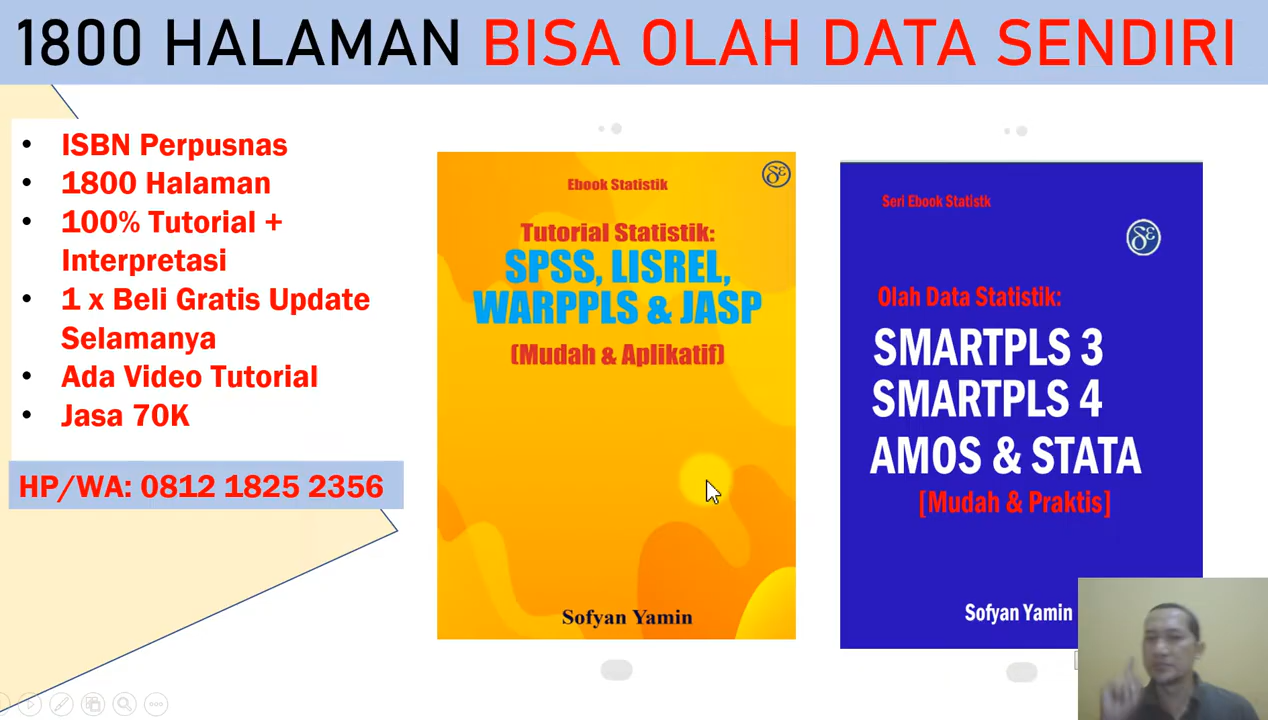 1800 HALAMAN BISA OLAH DATA SENDIRI
• ISBN Perpusnas
• 1800 Halaman
• 100% Tutorial +
Interpretasi
• 1 x Beli Gratis Update
Selamanya
• Ada Video Tutorial
• Jasa 70K
HP/WA: 0812 1825 2356
Ebook Statistik
Tutorial Statistik:
SPSS, LISREL,
WARPPLS & JASP
(Mudah & Aplikatif)
Sofyan Yamin
Seri Ebook Statistk
Olah Data Statistik:
SMARTPLS 3
SMARTPLS 4
AMOS & STATA
[Mudah & Praktis]
Sofyan Yamin